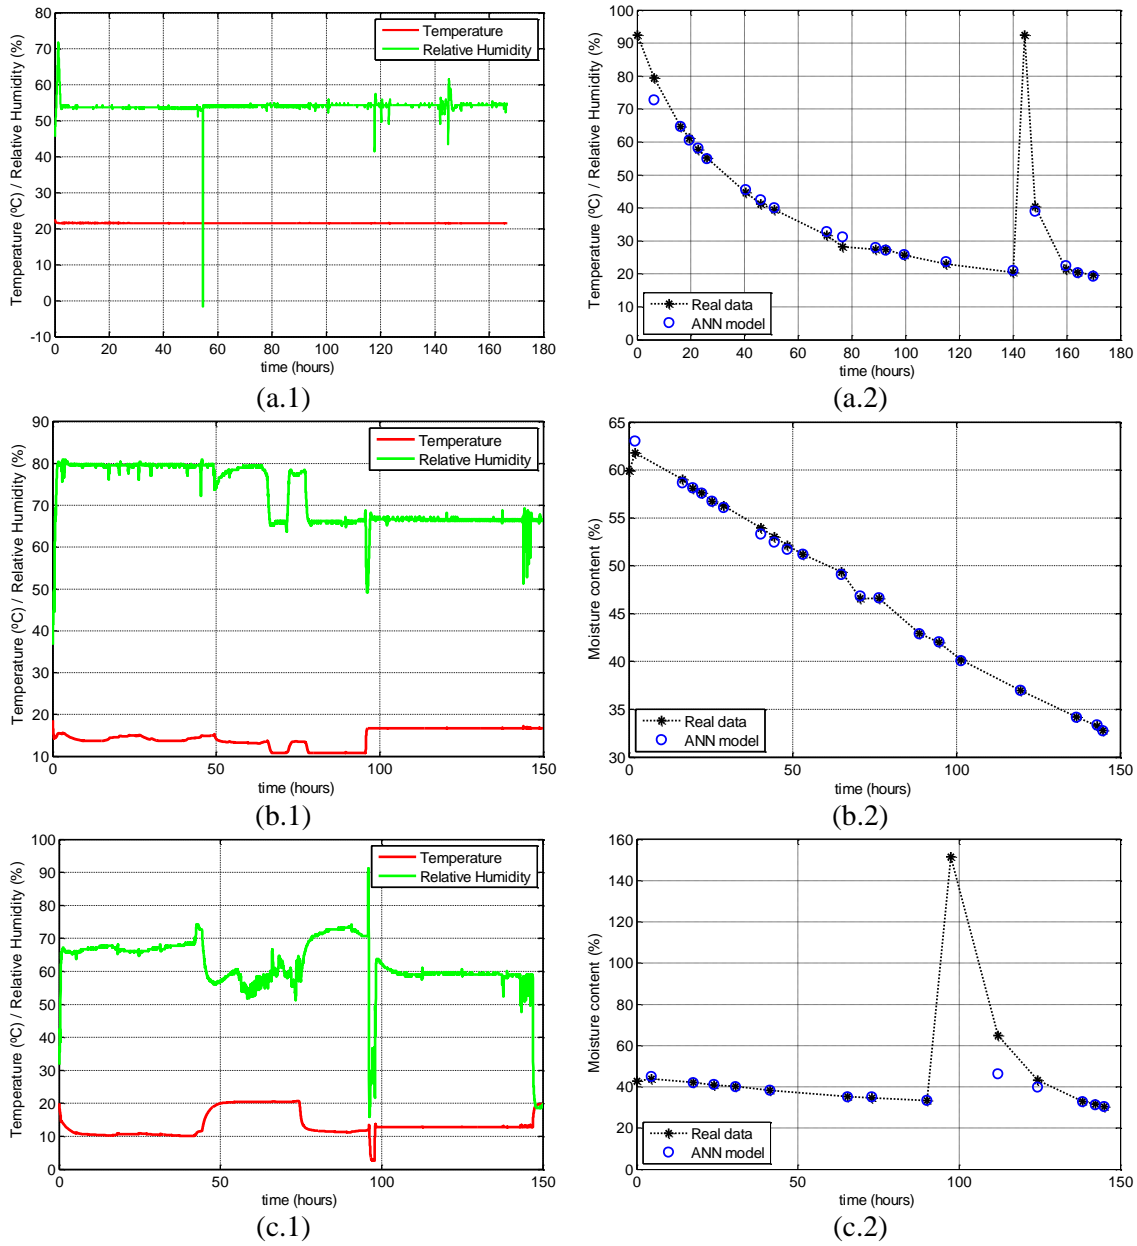 80
70
60
50
40
30
20
10
0
-10
0 20 40 60 80 100 120 140 160 180
Temperature (ºC) / Relative Humidity (%)
time (hours)
Temperature
Relative Humidity
(a.1)
100
90
80
70
60
50
40
30
20
10
0
0 20 40 60 80 100 120 140 160 180
Temperature (ºC) / Relative Humidity (%)
time (hours)
Real data
ANN model
(a.2)
90
80
70
60
50
40
30
20
10
0 50 100 150
Temperature (ºC) / Relative Humidity (%)
time (hours)
Temperature
Relative Humidity
(b.1)
65
60
55
50
45
40
35
30
0 50 100 150
Moisture content (%)
time (hours)
Real data
ANN model
(b.2)
100
90
80
70
60
50
40
30
20
10
0
0 50 100 150
Temperature (ºC) / Relative Humidity (%)
time (hours)
Temperature
Relative Humidity
(c.1)
160
140
120
100
80
60
40
20
0
0 50 100 150
Moisture content (%)
time (hours)
Real data
ANN model
(c.2)